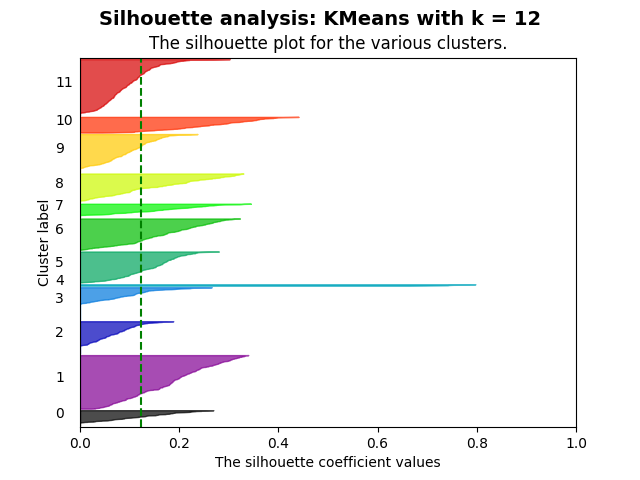 Silhouette analysis: KMeans with k = 12
The silhouette plot for the various clusters.
Cluster label
11
10
9
8
7
6
5
4
3
2
1
0
0.0 0.2 0.4 0.6 0.8 1.0
The silhouette coefficient values